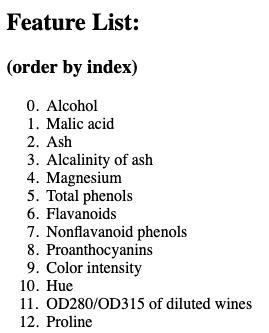 Feature List:
(order by index)
0. Alcohol
1. Malic acid
2. Ash
3. Alcalinity of ash
4. Magnesium
5. Total phenols
6. Flavanoids
7. Nonflavanoid phenols
8. Proanthocyanins
9. Color intensity
10. Hue
11. OD280/OD315 of diluted wines
12. Proline